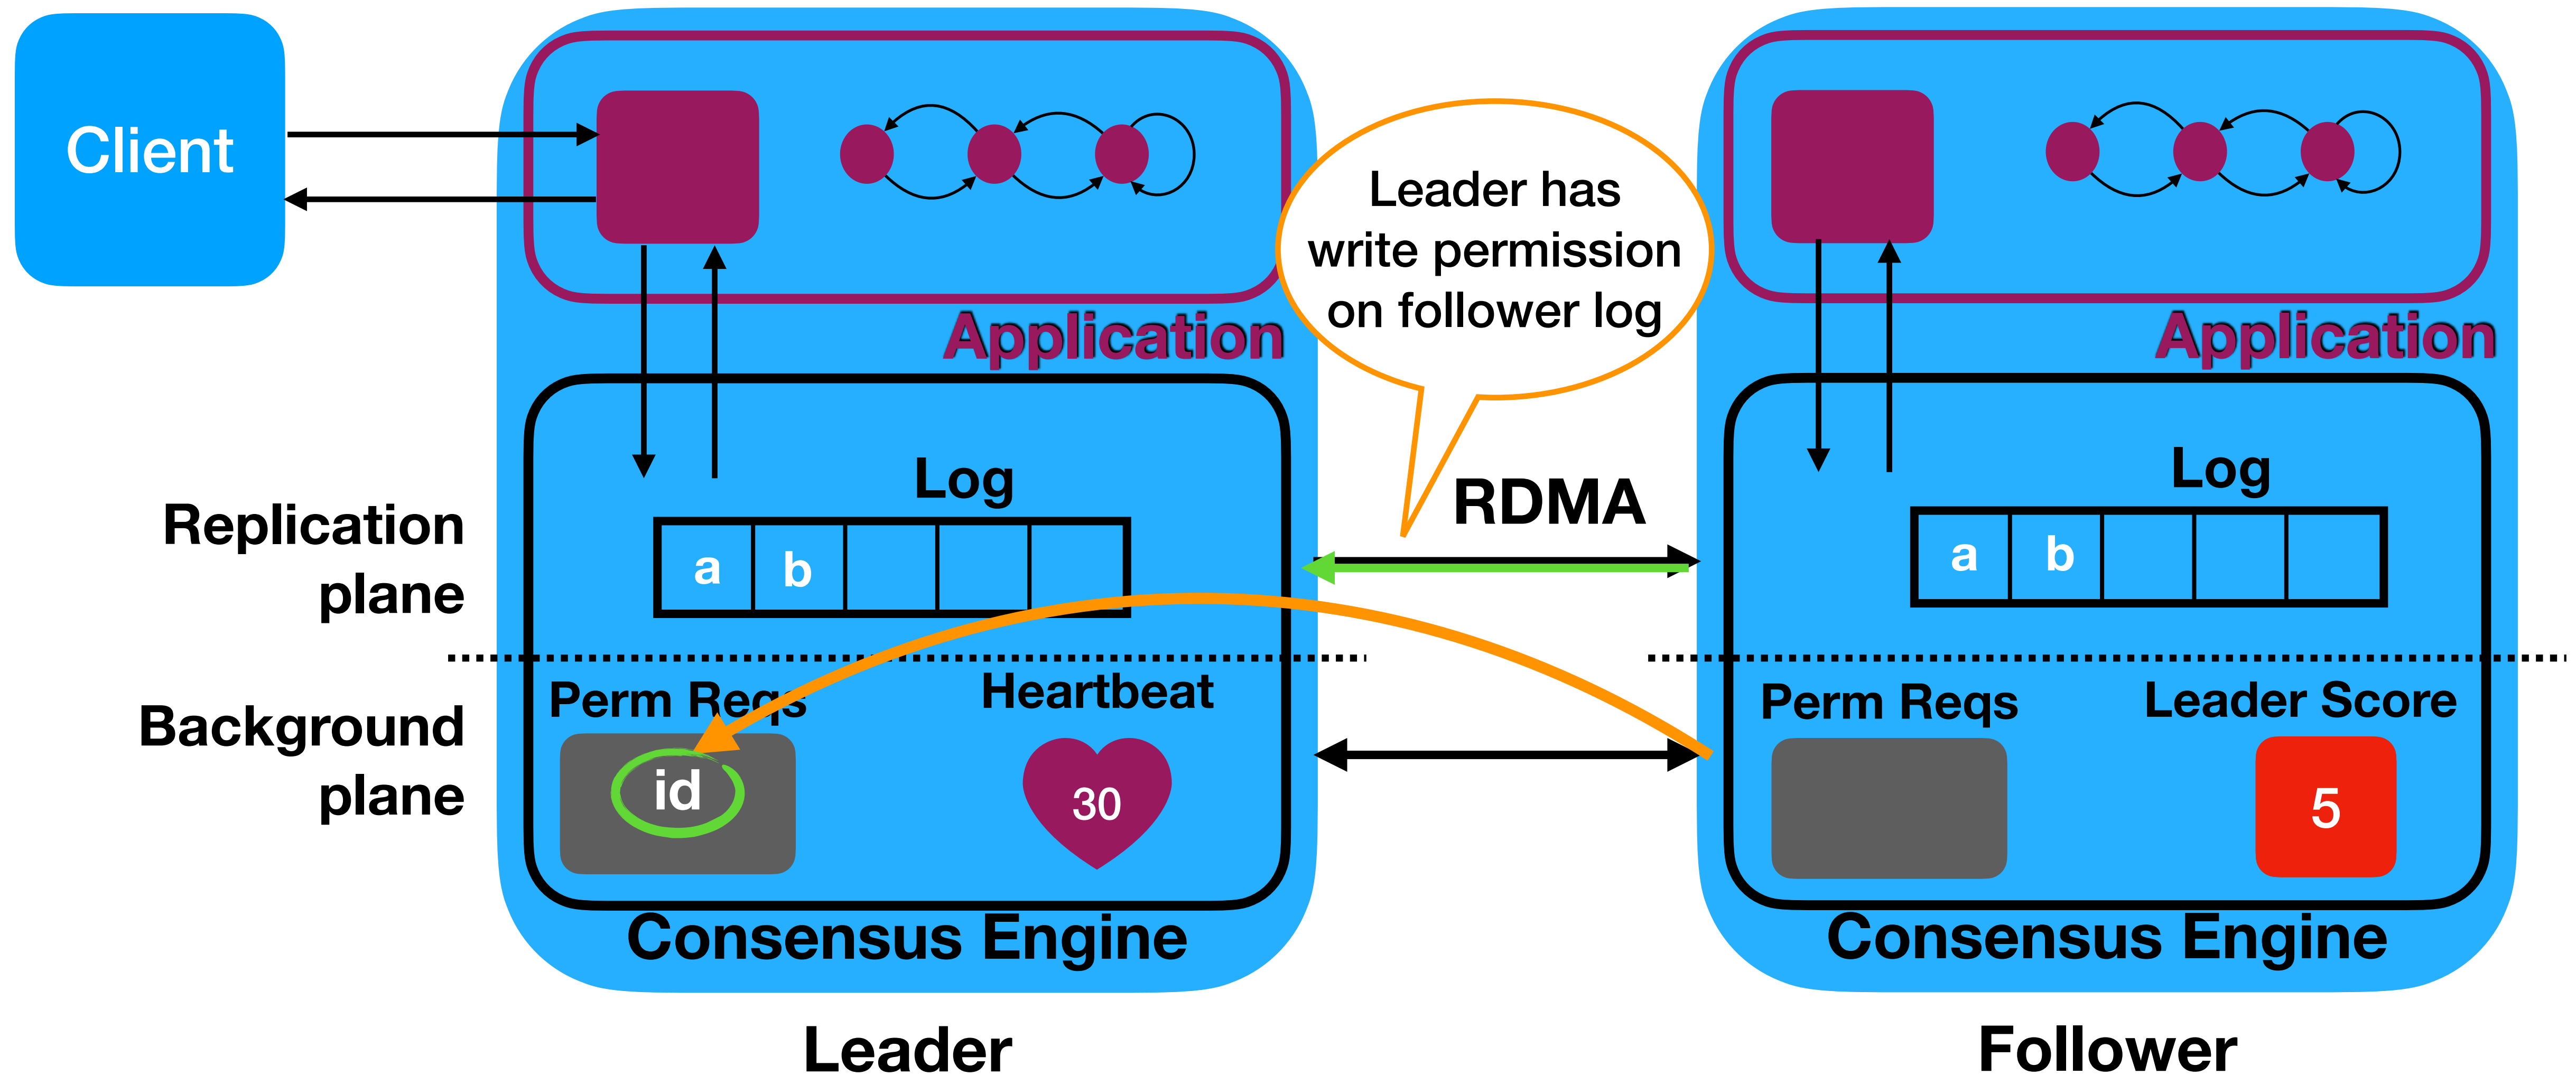 Client
Leader has
write permission
on follower log
Application
Application
Replication
plane
Log
a
b
RDMA
Log
a
b
Background
plane
Perm Reqs
id
Heartbeat
30
Perm Reqs
Leader Score
5
Consensus Engine
Consensus Engine
Leader
Follower